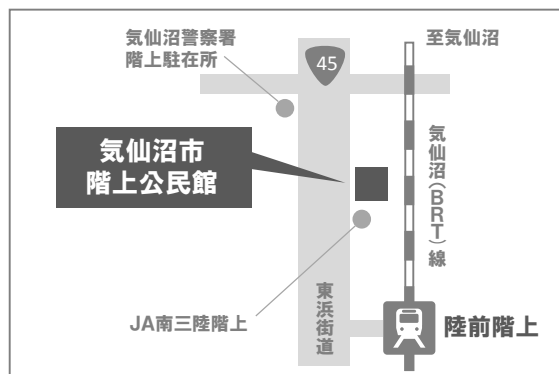 気仙沼警察署
階上駐在所
45
至気仙沼
気仙沼市
階上公民館
気仙沼(BRT)線
JA南三陸階上
東浜街道
陸前階上